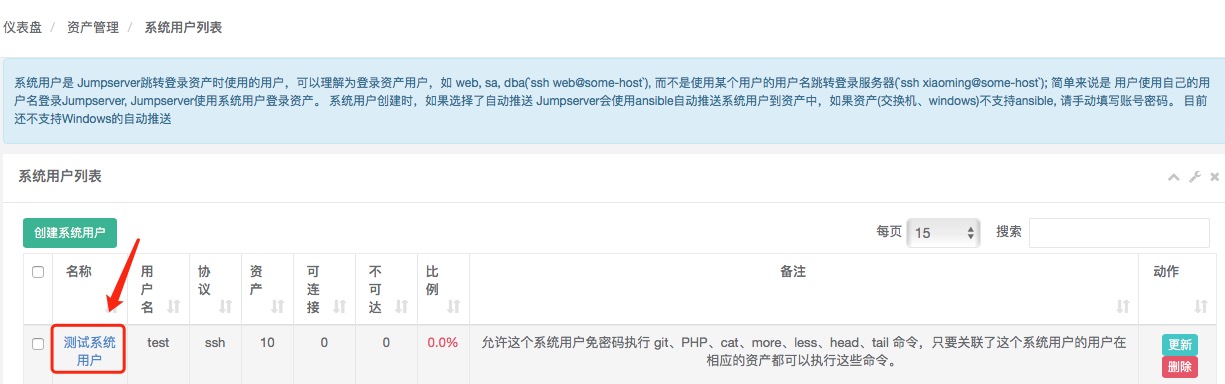 仪表盘 / 资产管理 / 系统用户列表
系统用户是 Jumpserver跳转登录资产时使用的用户，可以理解为登录资产用户，如 web, sa, dba(`ssh web@some-host`), 而不是使用某个用户的用户名跳转登录服务器(`ssh xiaoming@some-host`); 简单来说是 用户使用自己的用
户名登录Jumpserver, Jumpserver使用系统用户登录资产。 系统用户创建时，如果选择了自动推送 Jumpserver会使用ansible自动推送系统用户到资产中，如果资产(交换机、windows)不支持ansible, 请手动填写账号密码。 目前
还不支持Windows的自动推送
系统用户列表
创建系统用户 每页 15 搜索
名称 用户名 协议 资产 可连接 不可达 比例 备注 动作
测试系统用户 test ssh 10 0 0 0.0% 允许这个系统用户免密码执行 git、PHP、cat、more、less、head、tail 命令，只要关联了这个系统用户的用户在 更新
相应的资产都可以执行这些命令。 删除